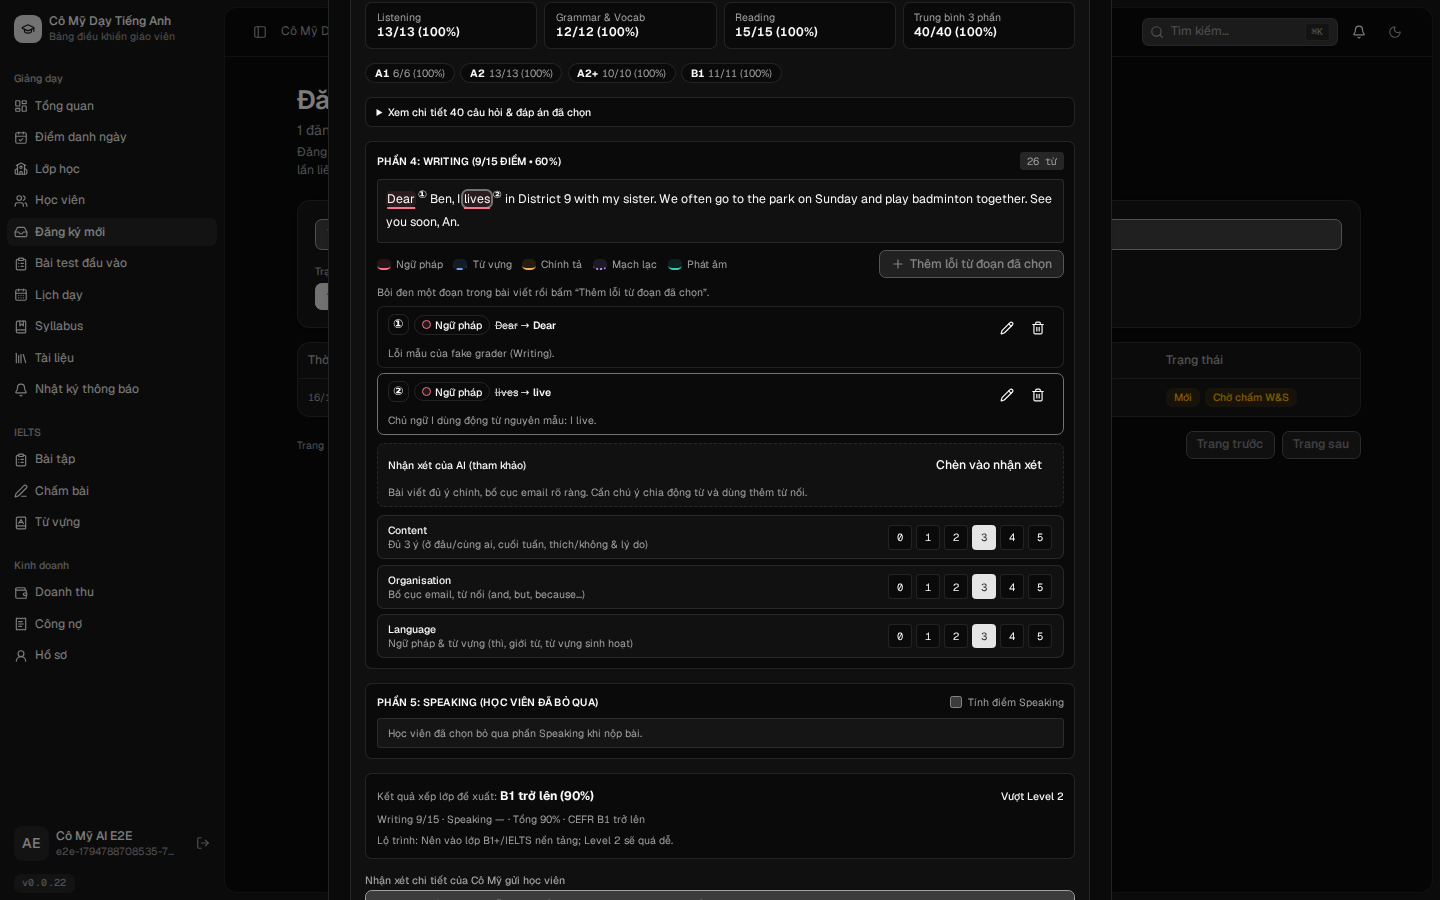 Cô Mỹ Dạy Tiếng Anh
Bảng điều khiển giáo viên
Giảng dạy
Tổng quan
Điểm danh ngày
Lớp học
Học viên
Đăng ký mới
Bài test đầu vào
Lịch dạy
Syllabus
Tài liệu
Nhật ký thông báo
IELTS
Bài tập
Chấm bài
Từ vựng
Kinh doanh
Doanh thu
Công nợ
Hồ sơ
AE
Cô Mỹ AI E2E
e2e-1794788708535-7…
v0.0.22
Cô Mỹ D
Tìm kiếm...
⌘K
Đă
1 đăn
Đăng
lần liê
Trạ
Thờ
16/1
Trang
Trạng thái
Mới
Chờ chấm W&S
Trang trước
Trang sau
Listening
13/13 (100%)
Grammar & Vocab
12/12 (100%)
Reading
15/15 (100%)
Trung bình 3 phần
40/40 (100%)
A1 6/6 (100%)
A2 13/13 (100%)
A2+ 10/10 (100%)
B1 11/11 (100%)
Xem chi tiết 40 câu hỏi & đáp án đã chọn
PHẦN 4: WRITING (9/15 ĐIỂM • 60%)
26 từ
Dear ① Ben, I lives ② in District 9 with my sister. We often go to the park on Sunday and play badminton together. See
you soon, An.
Ngữ pháp
Từ vựng
Chính tả
Mạch lạc
Phát âm
Thêm lỗi từ đoạn đã chọn
Bôi đen một đoạn trong bài viết rồi bấm “Thêm lỗi từ đoạn đã chọn”.
① Ngữ pháp Dear → Dear
Lỗi mẫu của fake grader (Writing).
② Ngữ pháp lives → live
Chủ ngữ I dùng động từ nguyên mẫu: I live.
Nhận xét của AI (tham khảo)
Chèn vào nhận xét
Bài viết đủ ý chính, bố cục email rõ ràng. Cần chú ý chia động từ và dùng thêm từ nối.
Content
Đủ 3 ý (ở đâu/cùng ai, cuối tuần, thích/không & lý do)
0 1 2 3 4 5
Organisation
Bố cục email, từ nối (and, but, because...)
0 1 2 3 4 5
Language
Ngữ pháp & từ vựng (thì, giới từ, từ vựng sinh hoạt)
0 1 2 3 4 5
PHẦN 5: SPEAKING (HỌC VIÊN ĐÃ BỎ QUA)
Tính điểm Speaking
Học viên đã chọn bỏ qua phần Speaking khi nộp bài.
Kết quả xếp lớp đề xuất: B1 trở lên (90%)
Vượt Level 2
Writing 9/15 · Speaking — · Tổng 90% · CEFR B1 trở lên
Lộ trình: Nên vào lớp B1+/IELTS nền tảng; Level 2 sẽ quá dễ.
Nhận xét chi tiết của Cô Mỹ gửi học viên